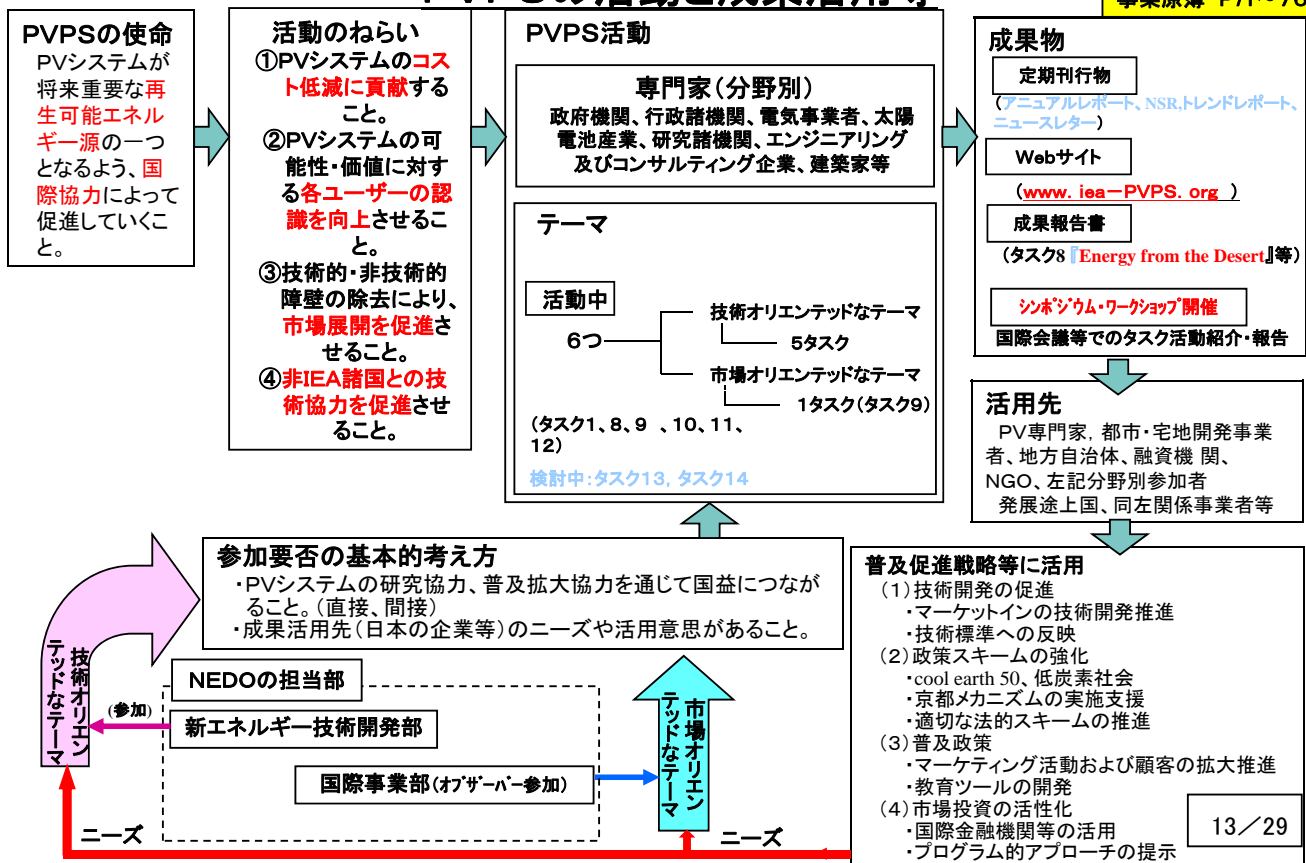 PVPSの活動と成果活用等
事業原簿 P71~76
PVPSの使命
PVシステムが
将来重要な再
生可能エネル
ギー源の一つ
となるよう、国
際協力によって
促進していくこ
と。
活動のねらい
①PVシステムのコス
ト低減に貢献する
こと。
②PVシステムの可
能性・価値に対す
る各ユーザーの認
識を向上させるこ
と。
③技術的・非技術的
障壁の除去により、
市場展開を促進さ
せること。
④非IEA諸国との技
術協力を促進させ
ること。
PVPS活動
専門家(分野別)
政府機関、行政諸機関、電気事業者、太陽
電池産業、研究諸機関、エンジニアリング
及びコンサルティング企業、建築家等
テーマ
活動中
6つ
技術オリエンテッドなテーマ
5タスク
市場オリエンテッドなテーマ
1タスク(タスク9)
(タスク1、8、9 、10、11、
12)
検討中:タスク13, タスク14
成果物
定期刊行物
(アニュアルレポート、NSR,トレンドレポート、
ニュースレター)
Webサイト
(www. iea-PVPS. org )
成果報告書
(タスク8『Energy from the Desert』等)
シンポジウム・ワークショップ開催
国際会議等でのタスク活動紹介・報告
活用先
PV専門家, 都市・宅地開発事業
者、地方自治体、融資機 関、
NGO、左記分野別参加者
発展途上国、同左関係事業者等
参加要否の基本的考え方
・PVシステムの研究協力、普及拡大協力を通じて国益につなが
ること。(直接、間接)
・成果活用先(日本の企業等)のニーズや活用意思があること。
技術オリエン
テッドなテーマ
(参加)
NEDOの担当部
新エネルギー技術開発部
国際事業部(オブザーバー参加)
市場オリエン
テッドなテーマ
ニーズ
ニーズ
普及促進戦略等に活用
(1)技術開発の促進
・マーケットインの技術開発推進
・技術標準への反映
(2)政策スキームの強化
・cool earth 50、低炭素社会
・京都メカニズムの実施支援
・適切な法的スキームの推進
(3)普及政策
・マーケティング活動および顧客の拡大推進
・教育ツールの開発
(4)市場投資の活性化
・国際金融機関等の活用
・プログラム的アプローチの提示
13/29